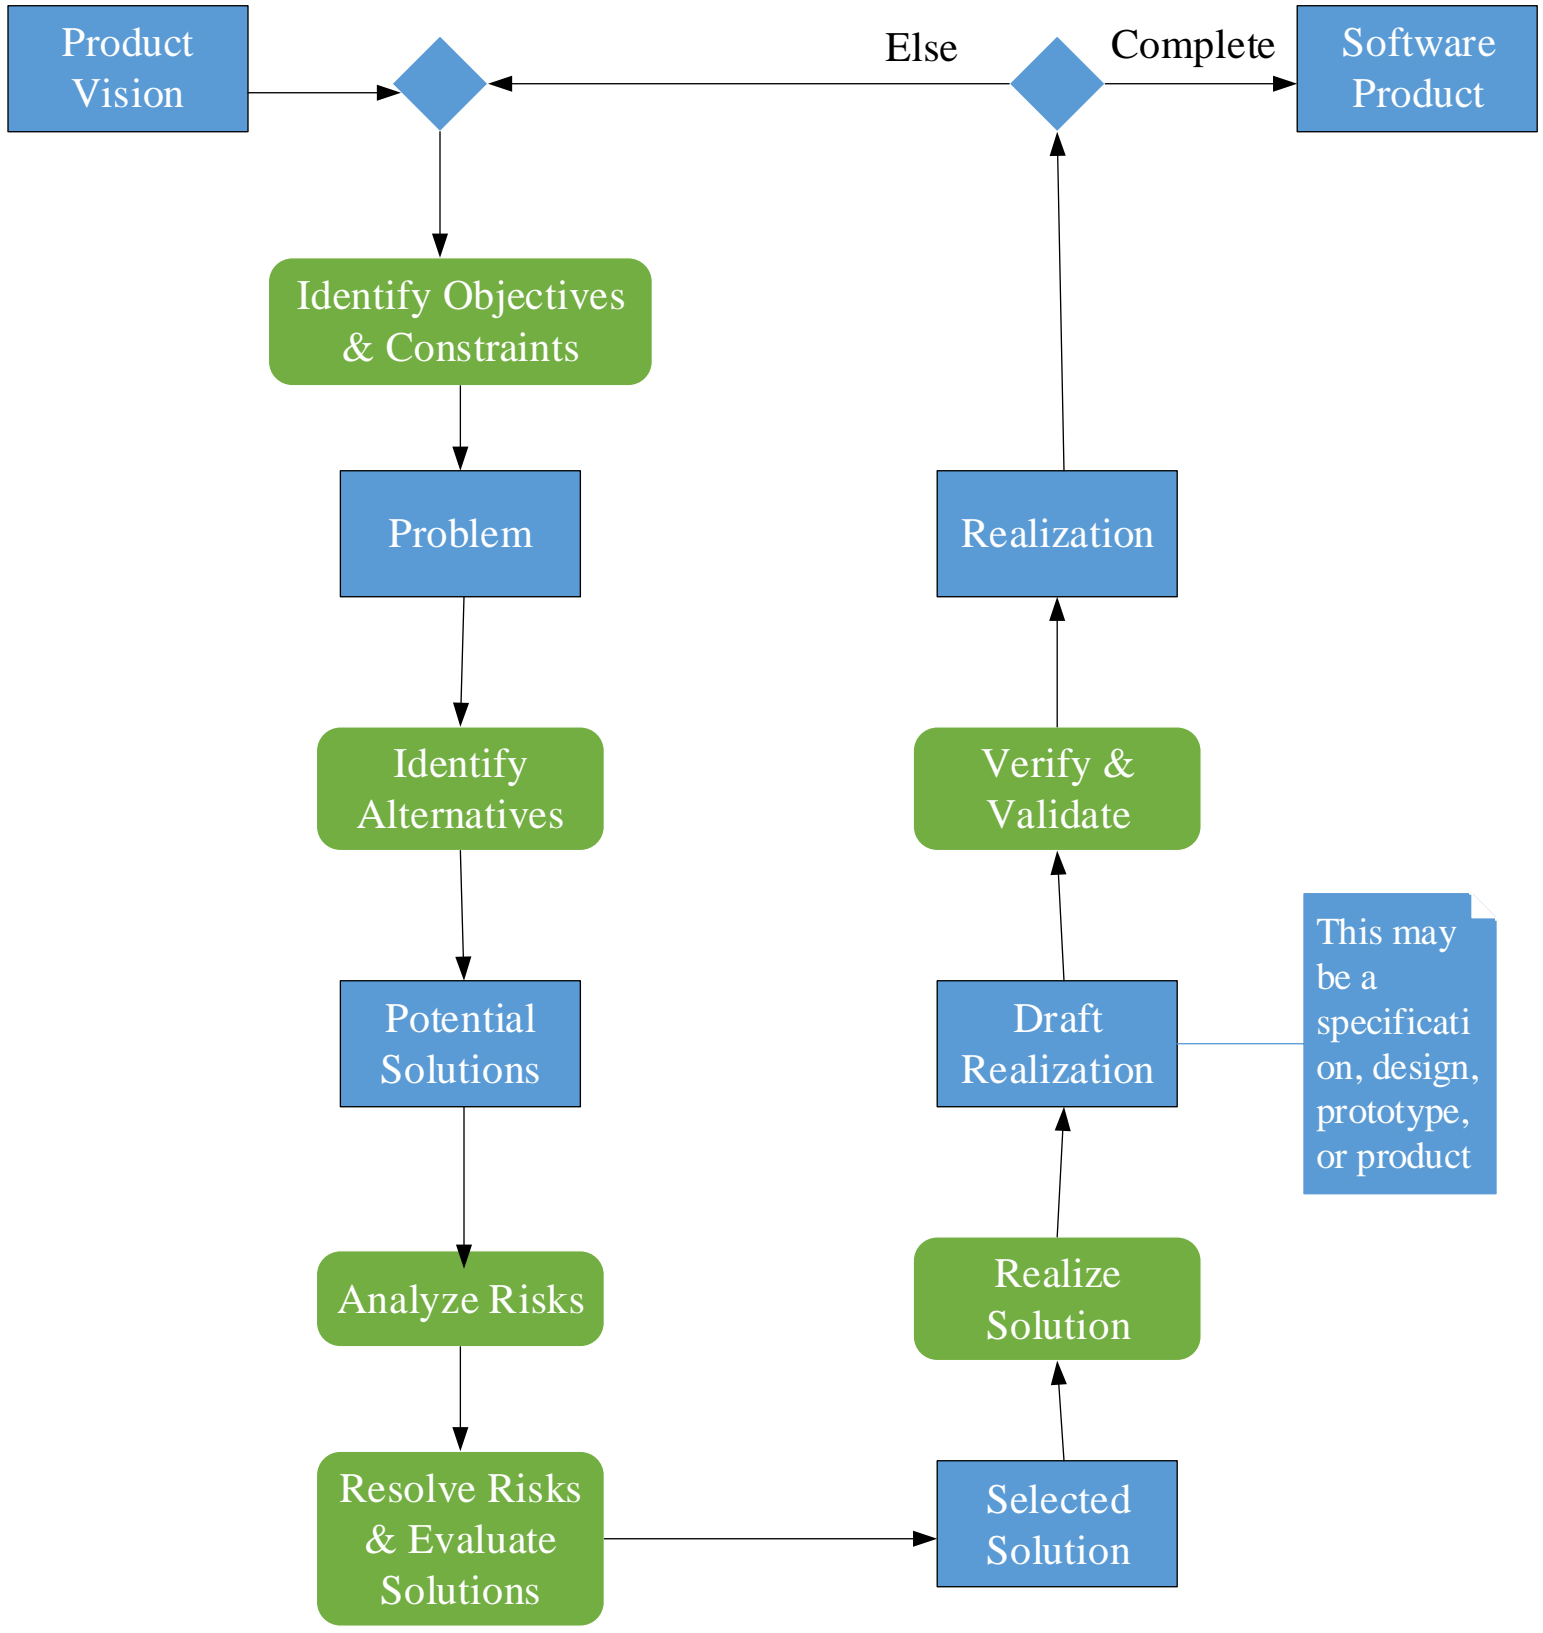 Product
Vision
Else
Complete
Software
Product
Identify Objectives
& Constraints
Problem
Realization
Identify
Alternatives
Verify &
Validate
Potential
Solutions
Draft
Realization
This may
be a
specificati
on, design,
prototype,
or product
Analyze Risks
Realize
Solution
Resolve Risks
& Evaluate
Solutions
Selected
Solution